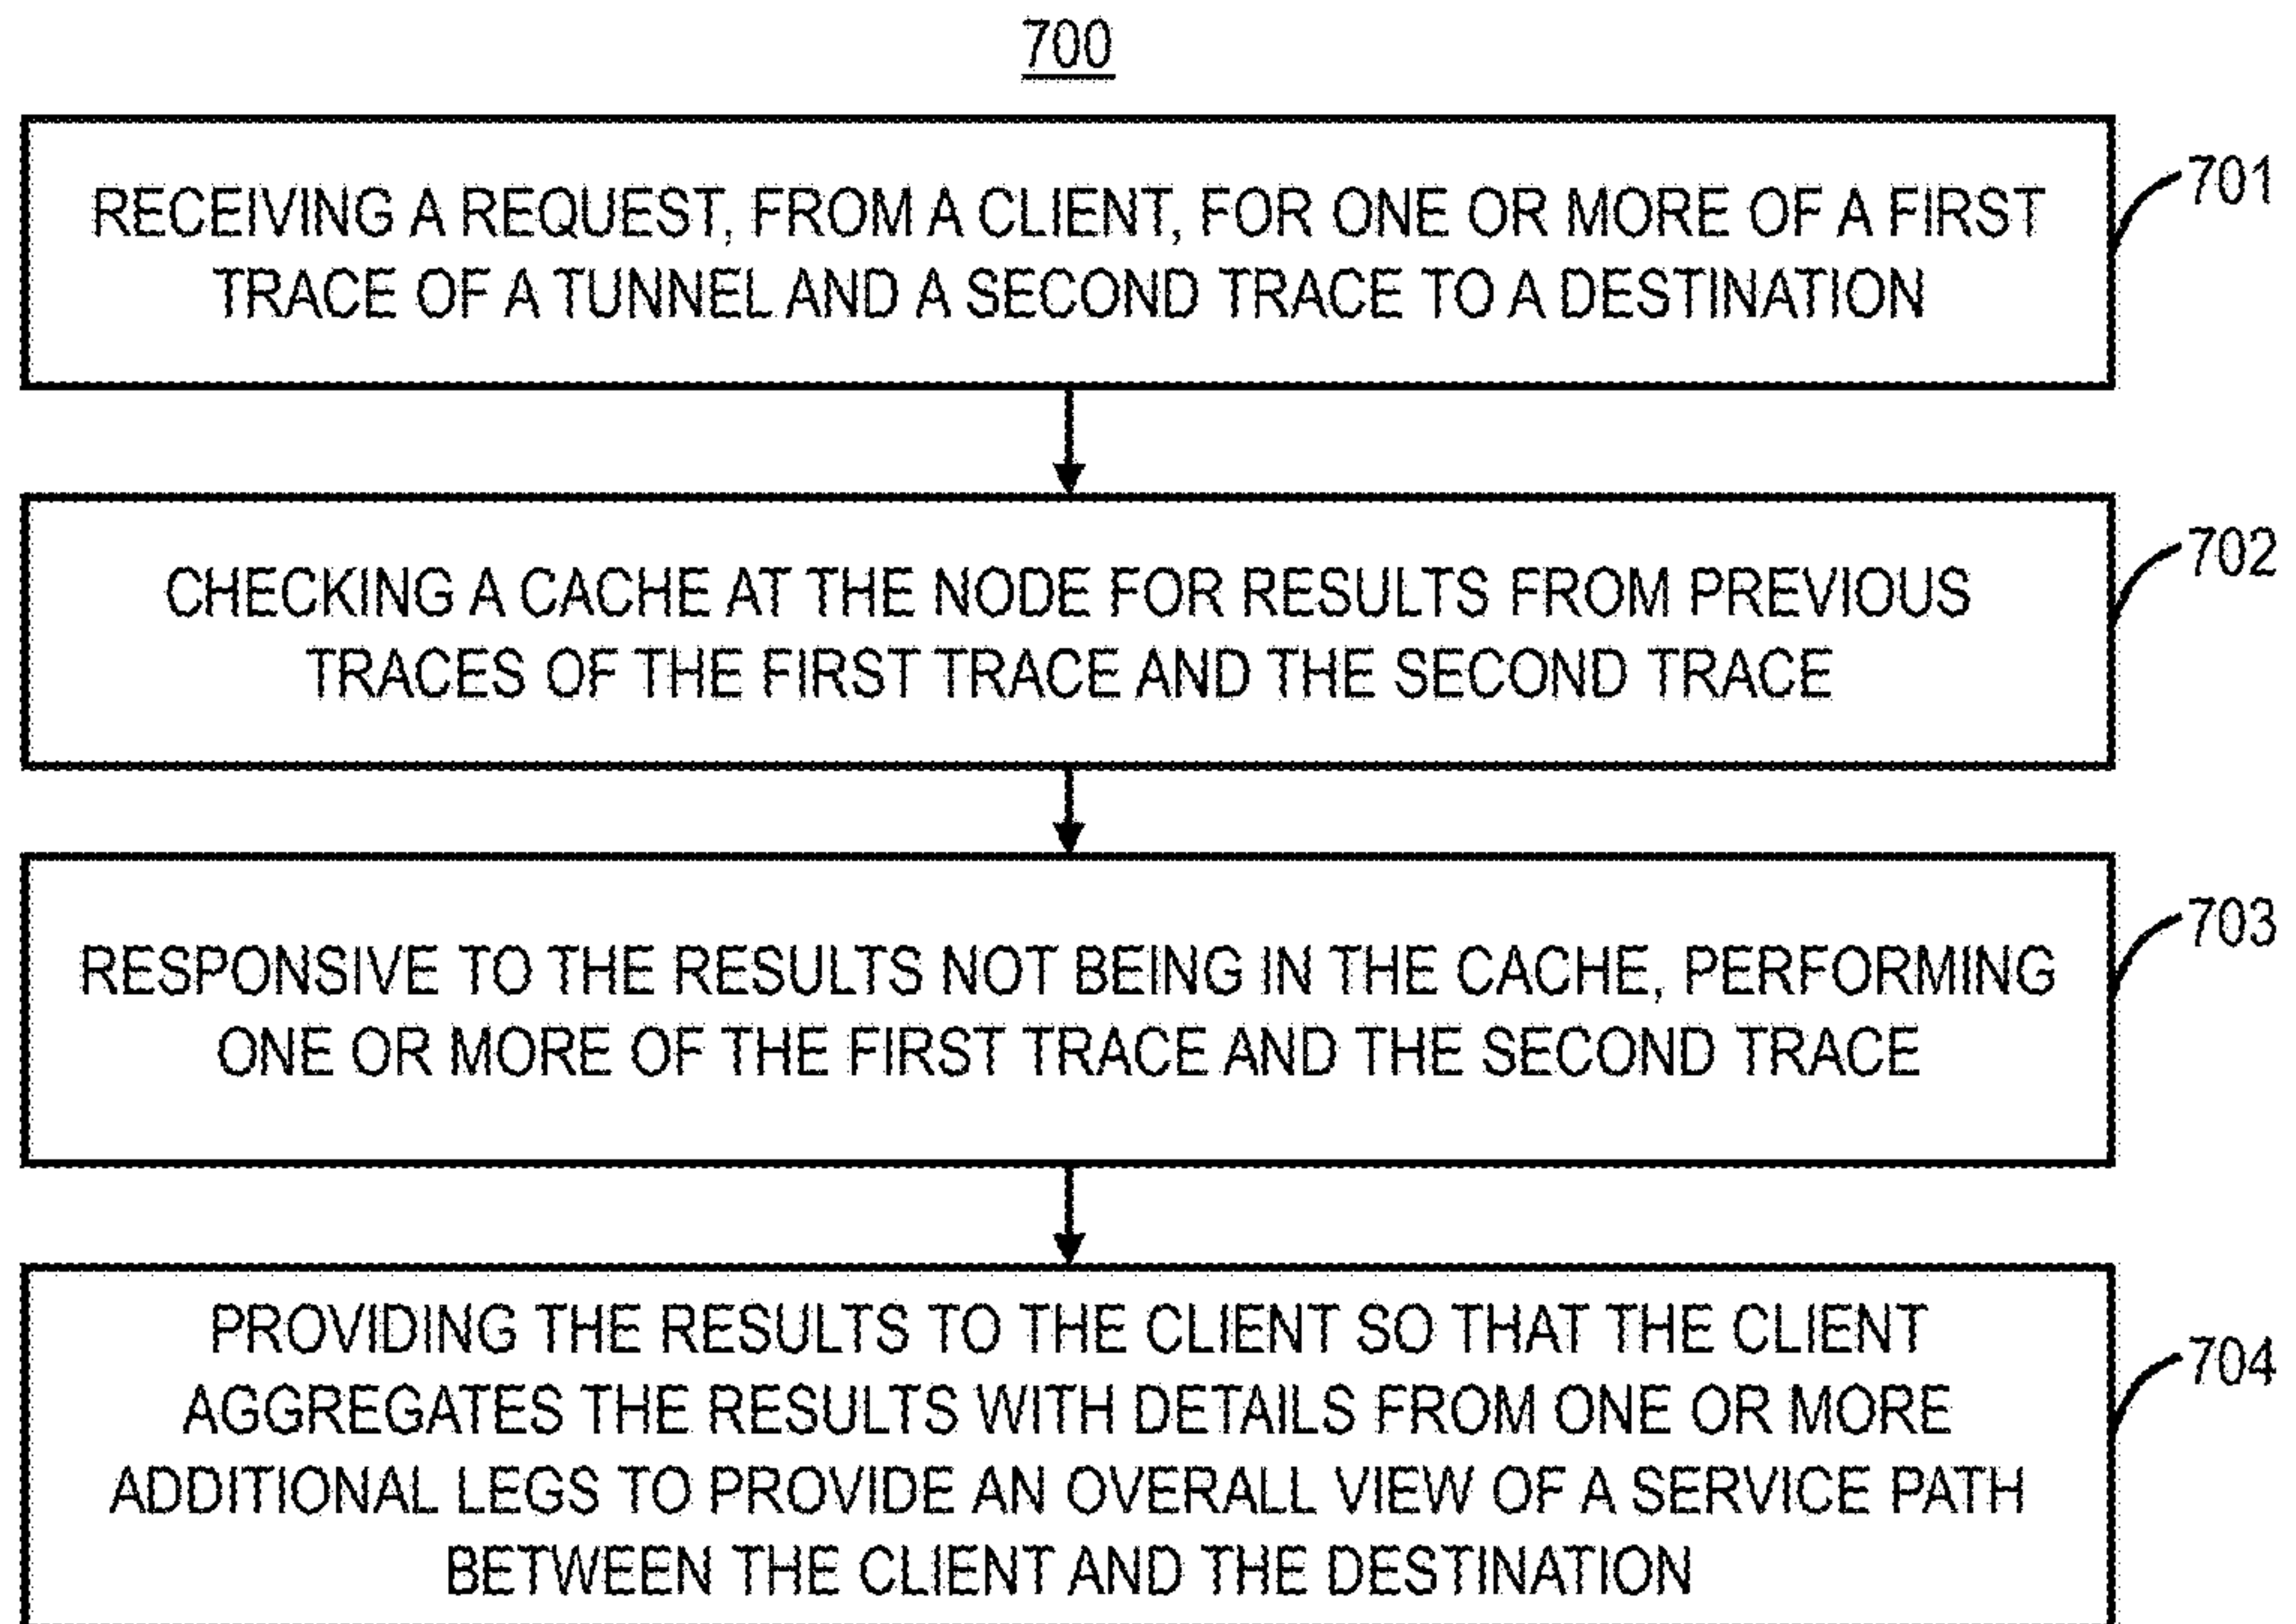 700
RECEIVING A REQUEST, FROM A CLIENT, FOR ONE OR MORE OF A FIRST
TRACE OF A TUNNEL AND A SECOND TRACE TO A DESTINATION
701
CHECKING A CACHE AT THE NODE FOR RESULTS FROM PREVIOUS
TRACES OF THE FIRST TRACE AND THE SECOND TRACE
702
RESPONSIVE TO THE RESULTS NOT BEING IN THE CACHE, PERFORMING
ONE OR MORE OF THE FIRST TRACE AND THE SECOND TRACE
703
PROVIDING THE RESULTS TO THE CLIENT SO THAT THE CLIENT
AGGREGATES THE RESULTS WITH DETAILS FROM ONE OR MORE
ADDITIONAL LEGS TO PROVIDE AN OVERALL VIEW OF A SERVICE PATH
BETWEEN THE CLIENT AND THE DESTINATION
704